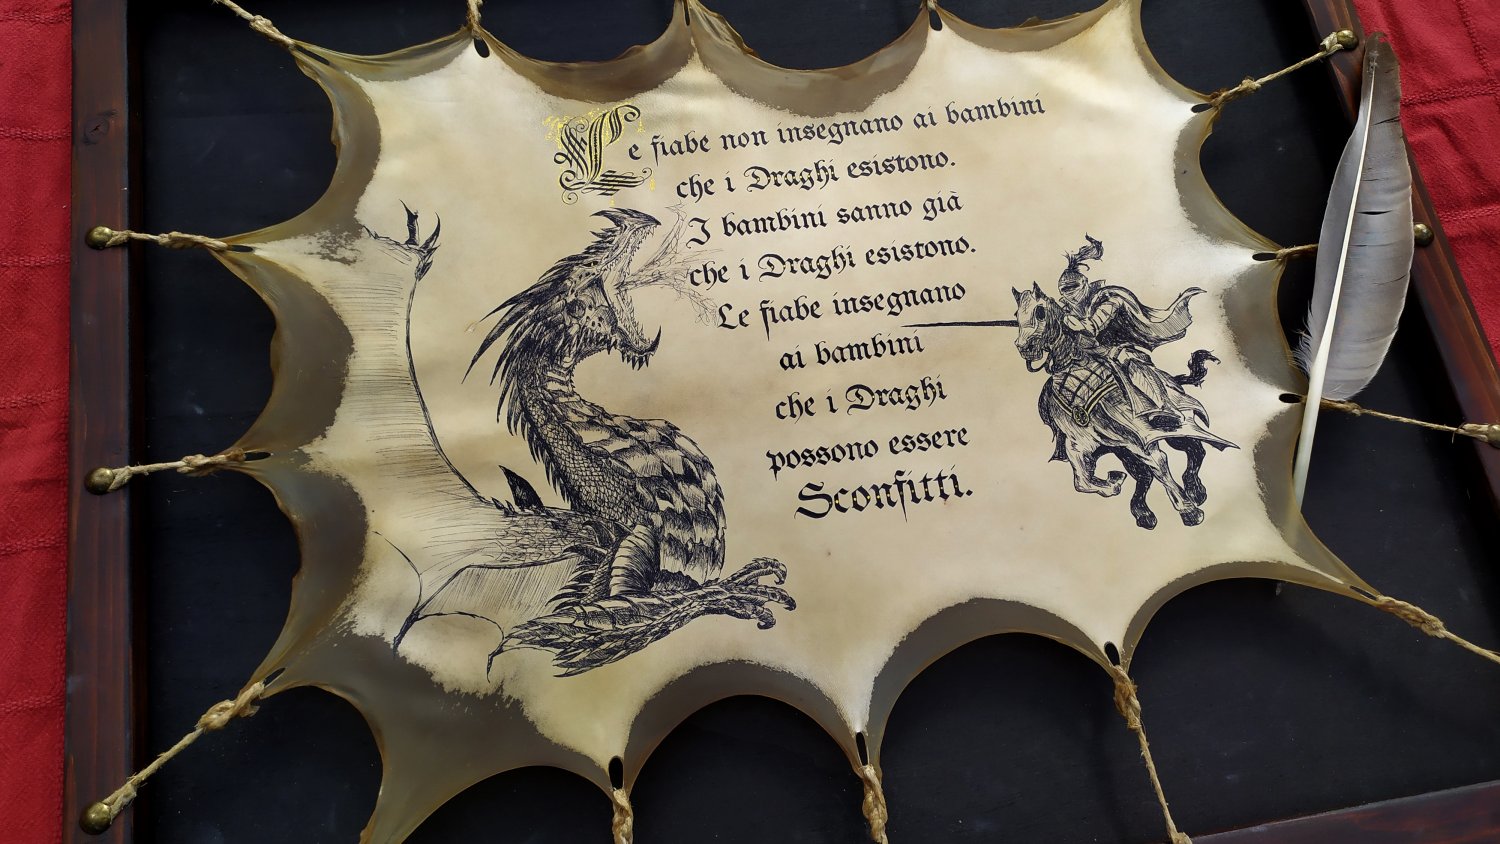 Le fiabe non insegnano ai bambini
che i Draghi esistono.
I bambini sanno già
che i Draghi esistono.
Le fiabe insegnano
ai bambini
che i Draghi
possono essere
Sconfitti.